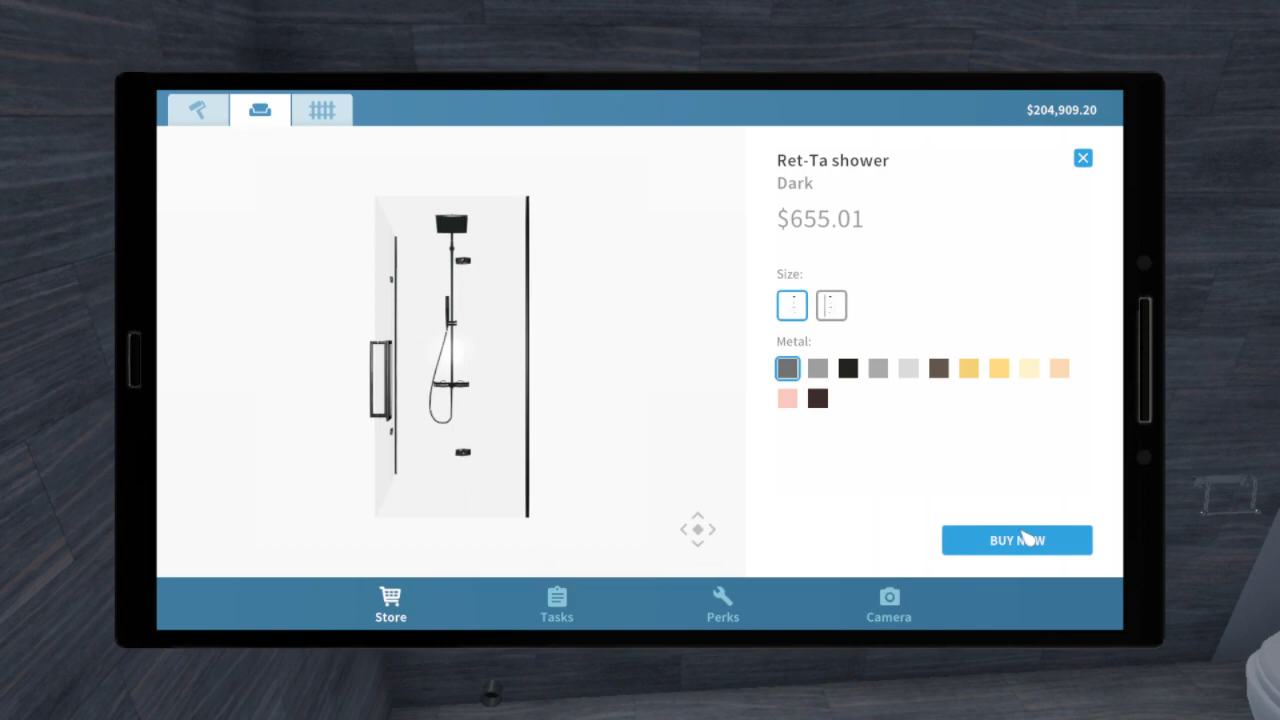 $204,909.20
Ret-Ta shower
Dark
$655.01
Size:
Metal:
BUY NOW
Store
Tasks
Perks
Camera